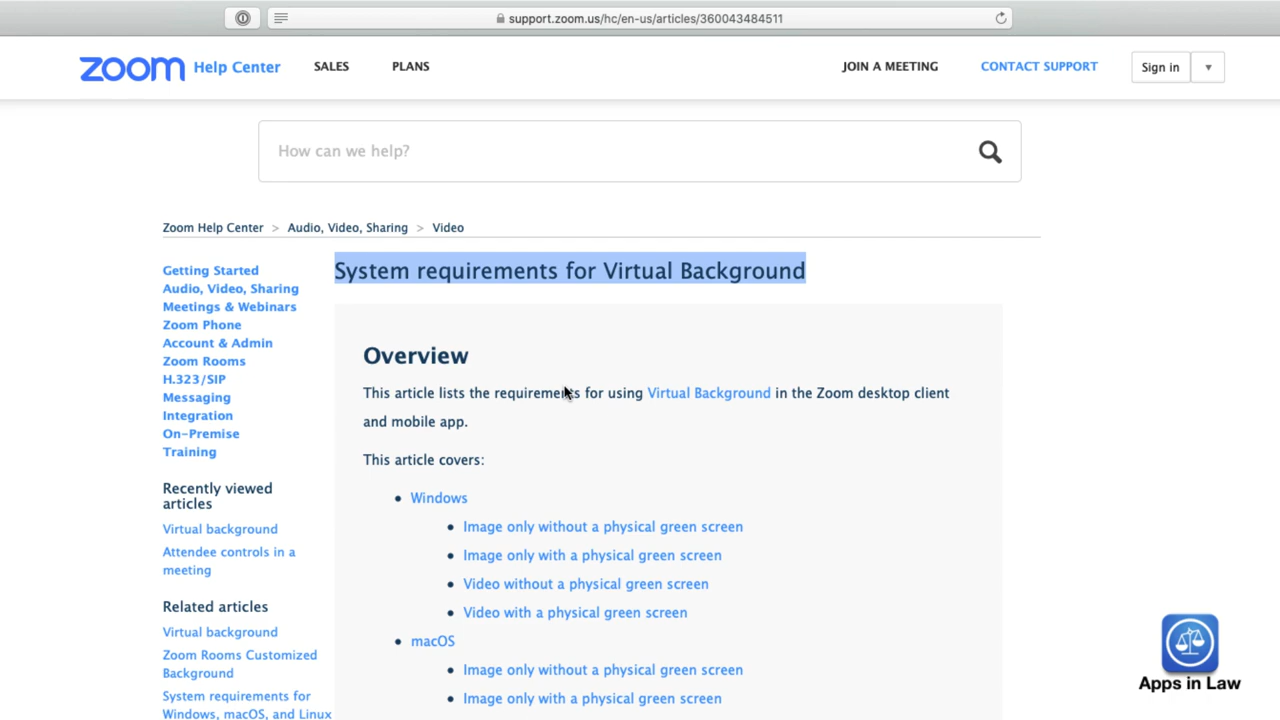 support.zoom.us/hc/en-us/articles/360043484511
zoom Help Center SALES PLANS JOIN A MEETING CONTACT SUPPORT Sign in
How can we help?
Zoom Help Center > Audio, Video, Sharing > Video
Getting Started
Audio, Video, Sharing
Meetings & Webinars
Zoom Phone
Account & Admin
Zoom Rooms
H.323/SIP
Messaging
Integration
On-Premise
Training
Recently viewed
articles
Virtual background
Attendee controls in a
meeting
Related articles
Virtual background
Zoom Rooms Customized
Background
System requirements for
Windows, macOS, and Linux
System requirements for Virtual Background
Overview
This article lists the requirements for using Virtual Background in the Zoom desktop client
and mobile app.
This article covers:
• Windows
• Image only without a physical green screen
• Image only with a physical green screen
• Video without a physical green screen
• Video with a physical green screen
• macOS
• Image only without a physical green screen
• Image only with a physical green screen
Apps in Law